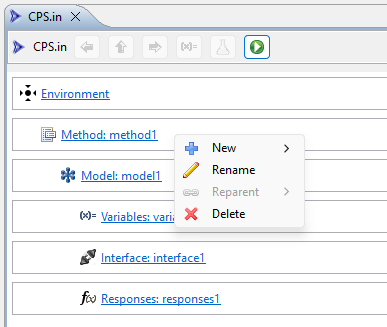 CPS.in
CPS.in (x)=
Environment
Method: method1
New
Rename
Model: model1
Reparent
Delete
(x)= Variables: varia
Interface: interface1
f(x) Responses: responses1